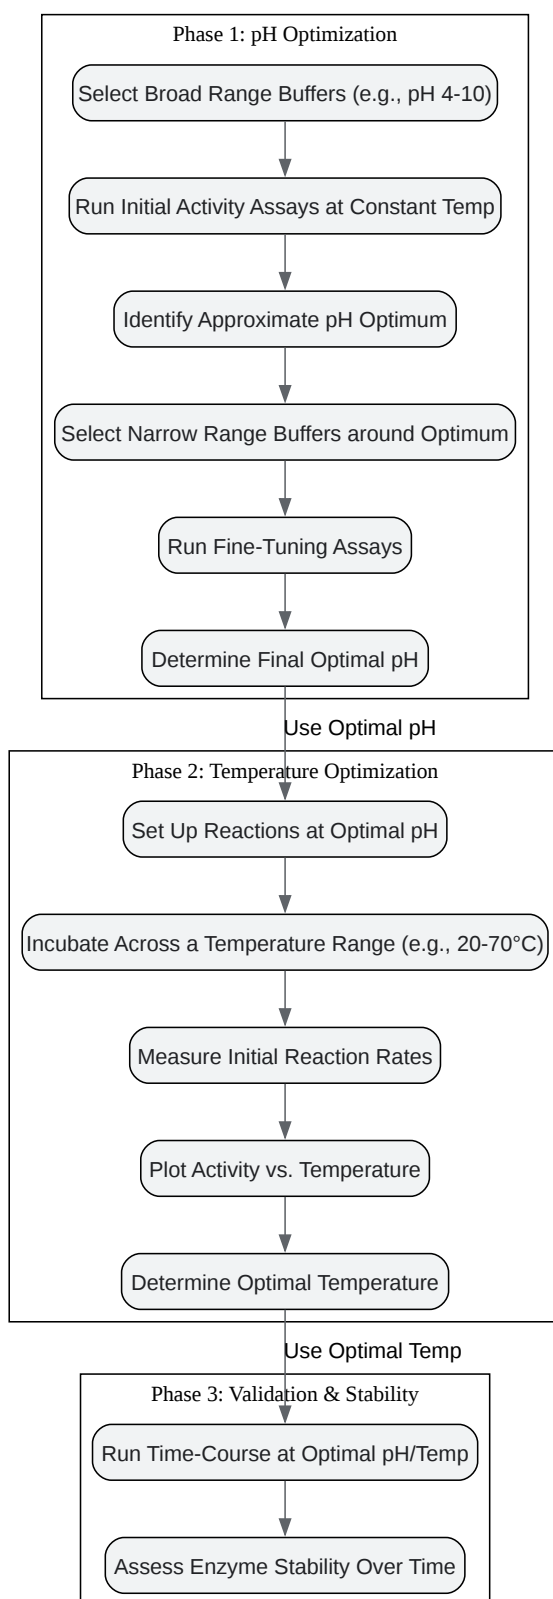 Phase 1: pH Optimization
Select Broad Range Buffers (e.g., pH 4-10)
Run Initial Activity Assays at Constant Temp
Identify Approximate pH Optimum
Select Narrow Range Buffers around Optimum
Run Fine-Tuning Assays
Determine Final Optimal pH
Use Optimal pH
Phase 2: Temperature Optimization
Set Up Reactions at Optimal pH
Incubate Across a Temperature Range (e.g., 20-70°C)
Measure Initial Reaction Rates
Plot Activity vs. Temperature
Determine Optimal Temperature
Use Optimal Temp
Phase 3: Validation & Stability
Run Time-Course at Optimal pH/Temp
Assess Enzyme Stability Over Time